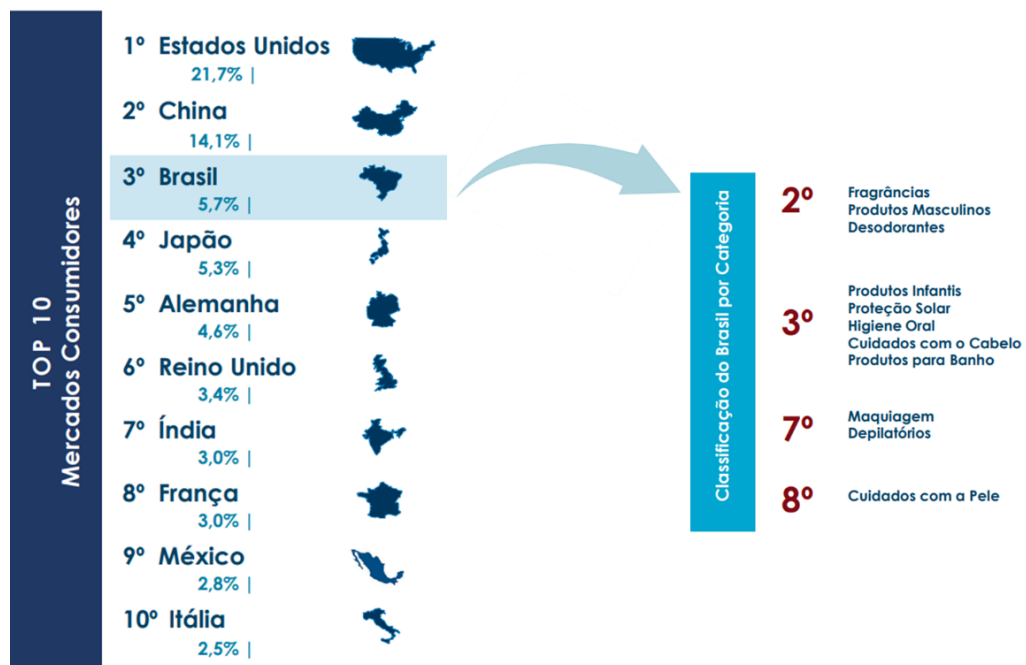 TOP 10
Mercados Consumidores
1º Estados Unidos
21,7% |
2º China
14,1% |
3º Brasil
5,7% |
4º Japão
5,3% |
5º Alemanha
4,6% |
6º Reino Unido
3,4% |
7º Índia
3,0% |
8º França
3,0% |
9º México
2,8% |
10º Itália
2,5% |
Classificação do Brasil por Categoria
2º
Fragrâncias
Produtos Masculinos
Desodorantes
3º
Produtos Infantis
Proteção Solar
Higiene Oral
Cuidados com o Cabelo
Produtos para Banho
7º
Maquiagem
Depilatórios
8º
Cuidados com a Pele